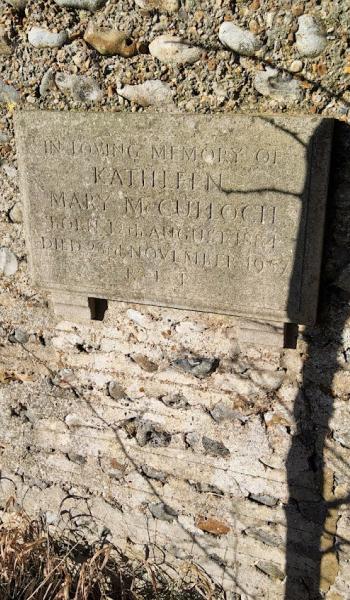 IN LOVING MEMORY OF
KATHLEEN
MARY McCULLOCH
BORN AUGUST
DIED NOVEMBER
R.I.P.